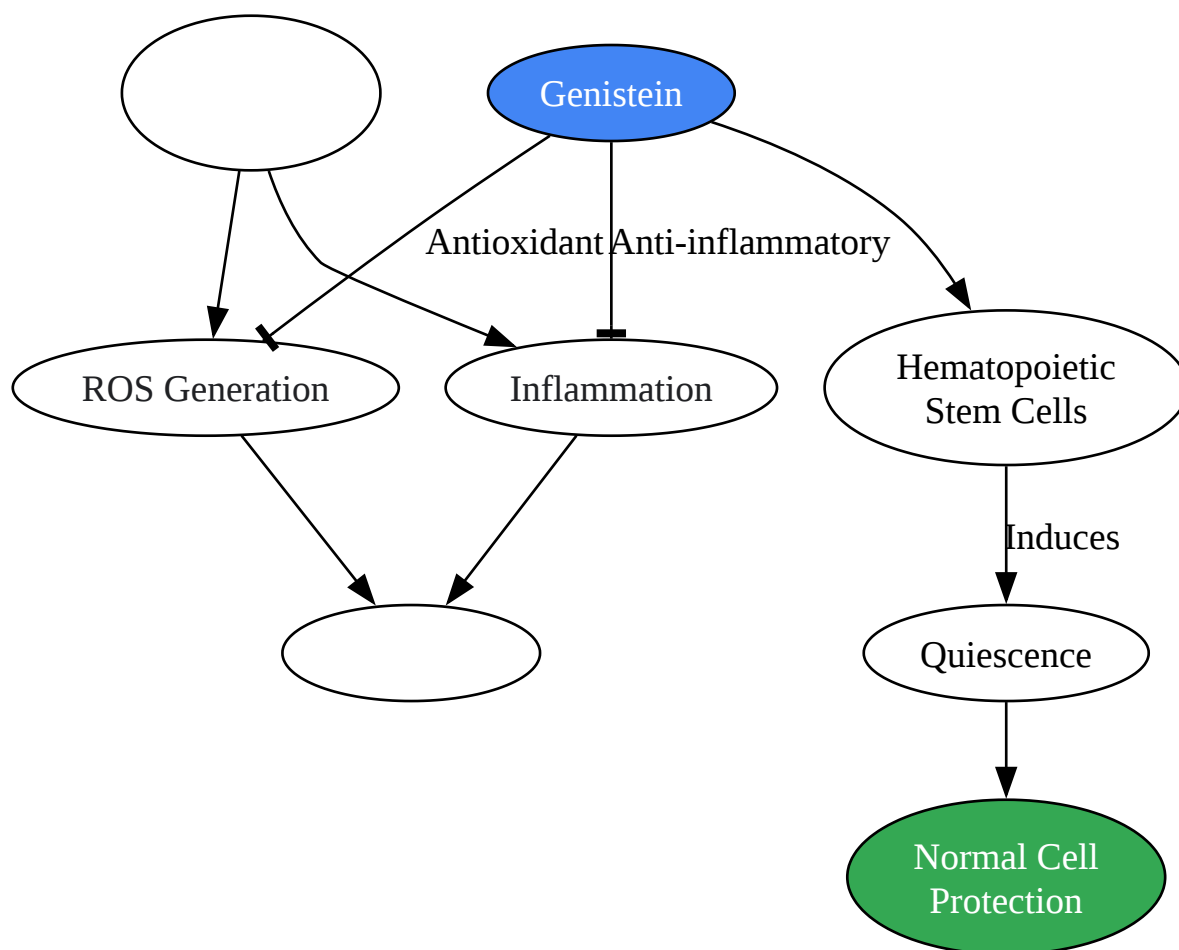 Genistein
Antioxidant
Anti-inflammatory
ROS Generation
Inflammation
Hematopoietic
Stem Cells
Induces
Quiescence
Normal Cell
Protection